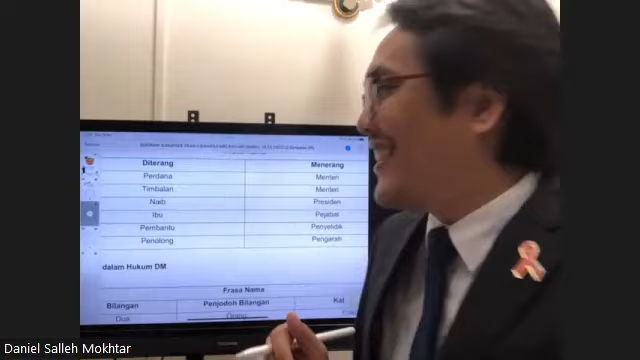 Diterang Menerang
Perdana Menteri
Timbalan Menteri
Naib Presiden
Ibu Pejabat
Pembantu Penyelidik
Penolong Pengarah
dalam Hukum DM
Frasa Nama
Bilangan Penjodoh Bilangan
Dua Orang
Daniel Salleh Mokhtar